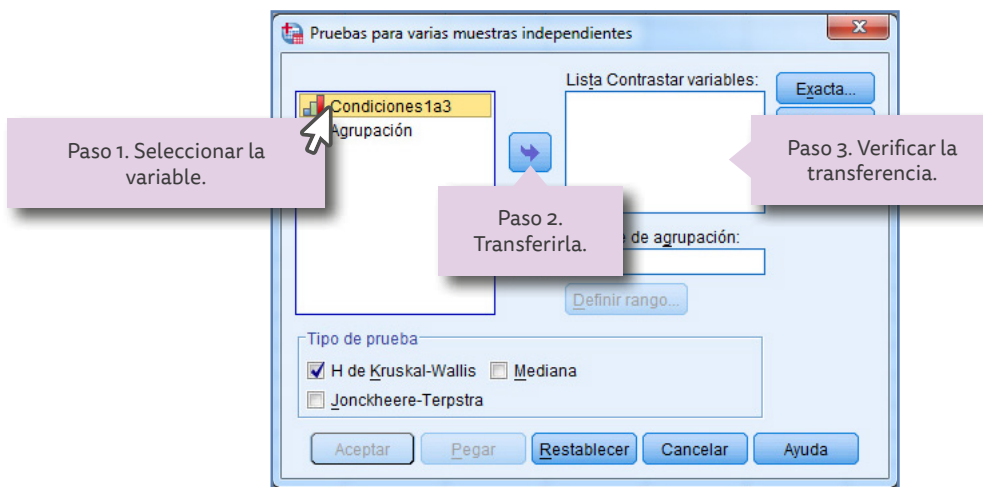 Pruebas para varias muestras independientes
Lista Contrastar variables:
Exacta...
Condiciones1a3
Agrupación
Paso 1. Seleccionar la
variable.
Paso 2.
Transferirla.
Paso 3. Verificar la
transferencia.
de agrupación:
Definir rango...
Tipo de prueba
H de Kruskal-Wallis
Mediana
Jonckheere-Terpstra
Aceptar
Pegar
Restablecer
Cancelar
Ayuda